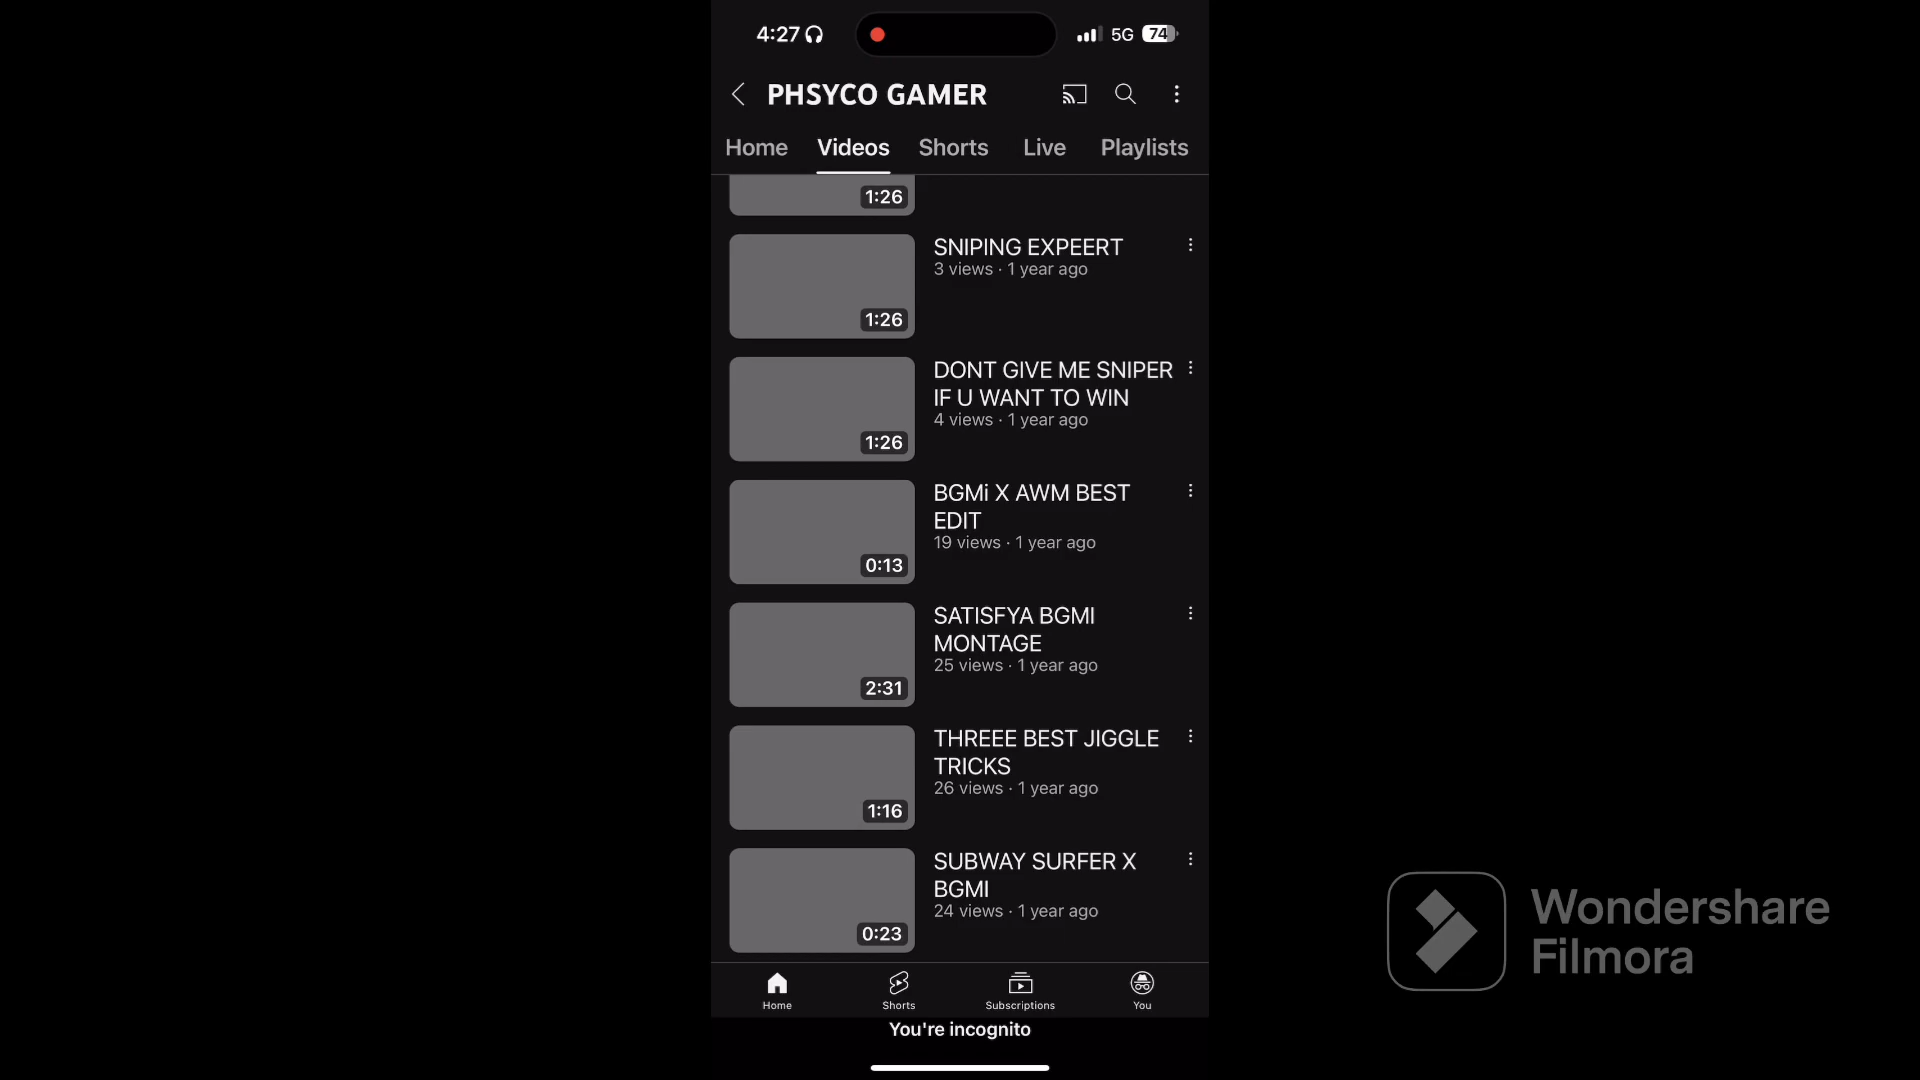 4:27
5G
74
PHSYCO GAMER
Home Videos Shorts Live Playlists
1:26
SNIPING EXPEERT
3 views · 1 year ago
1:26
DONT GIVE ME SNIPER
IF U WANT TO WIN
4 views · 1 year ago
1:26
BGMi X AWM BEST
EDIT
19 views · 1 year ago
0:13
SATISFYA BGMI
MONTAGE
25 views · 1 year ago
2:31
THREEE BEST JIGGLE
TRICKS
26 views · 1 year ago
1:16
SUBWAY SURFER X
BGMI
24 views · 1 year ago
0:23
Home Shorts Subscriptions You
You're incognito
Wondershare
Filmora